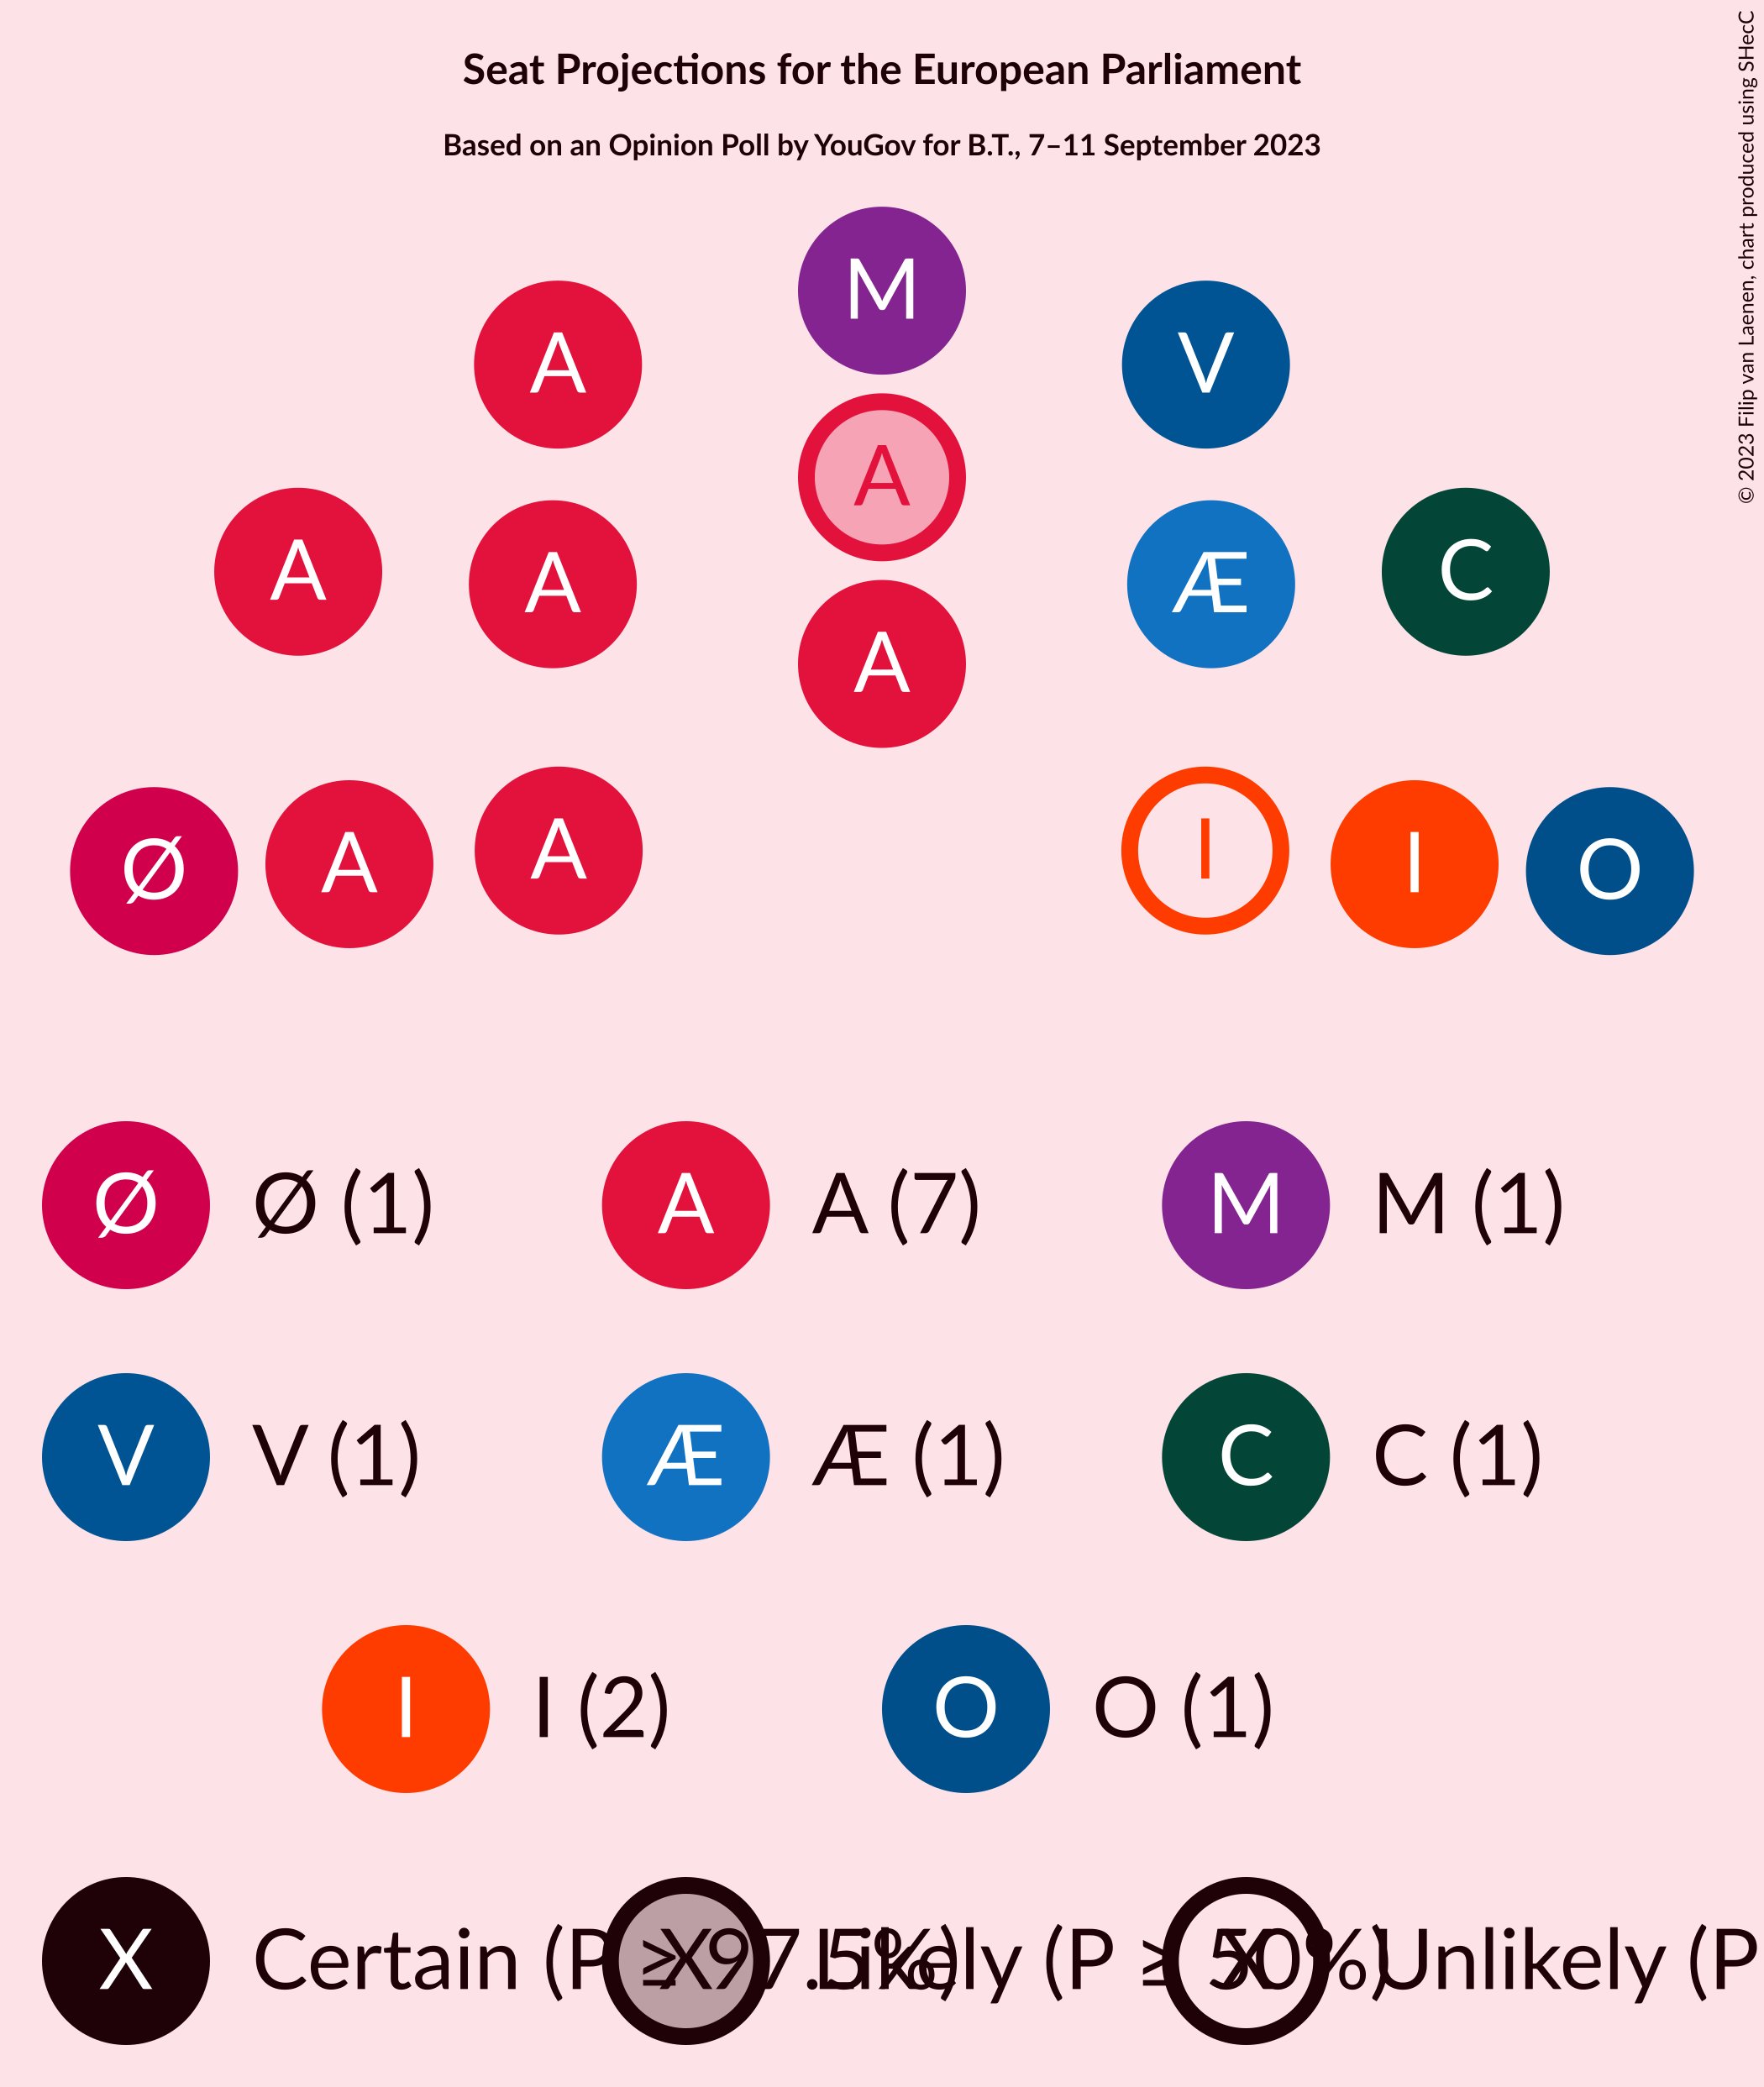 Seat Projections for the European Parliament
Based on an Opinion Poll by YouGov for B.T., 7–11 September 2023
© 2023 Filip van Laenen, chart produced using SHecC
M
A
V
A
A
A
Æ
C
A
Ø
A
A
I
I
O
Ø Ø (1)
A A (7)
M M (1)
V V (1)
Æ Æ (1)
C C (1)
I I (2)
O O (1)
X Certain (P ≥ 97.5%)
X Likely (P ≥ 50%)
X Unlikely (P